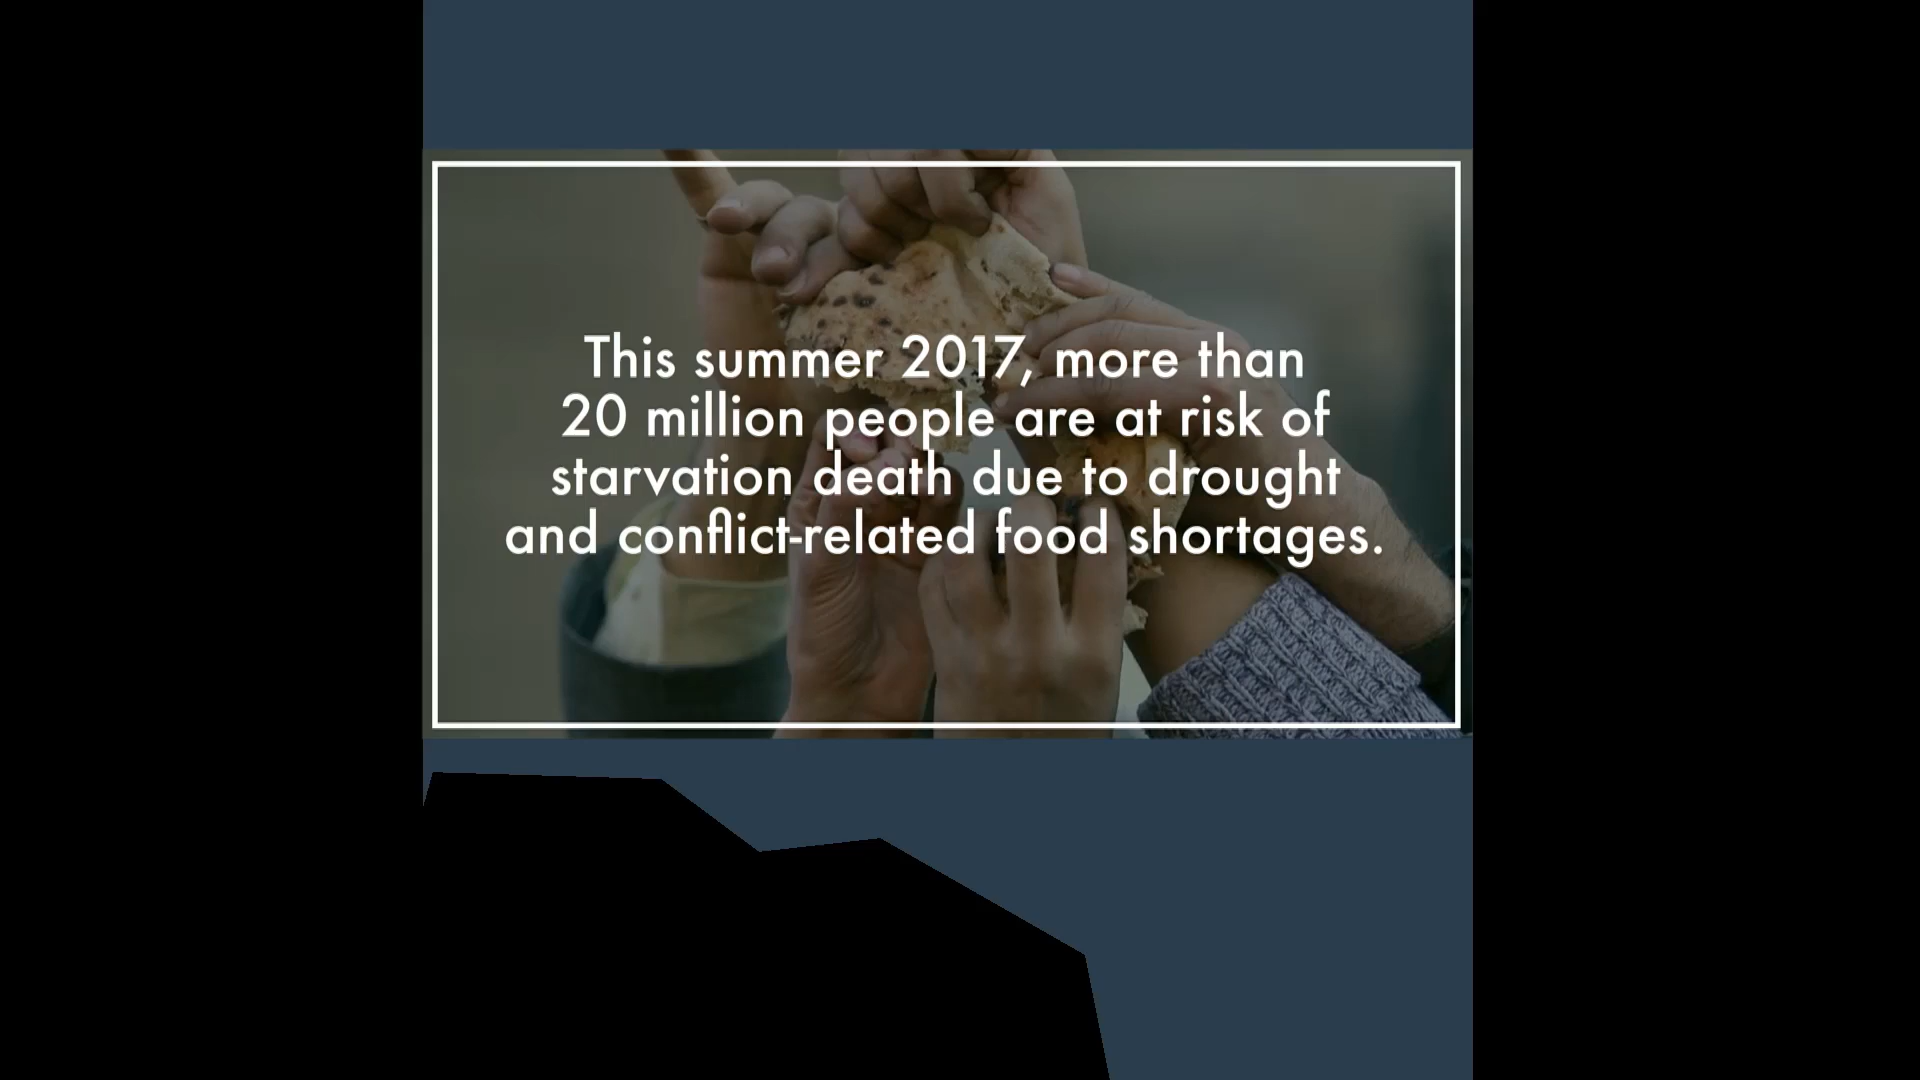 This summer 2017, more than
20 million people are at risk of
starvation death due to drought
and conflict-related food shortages.